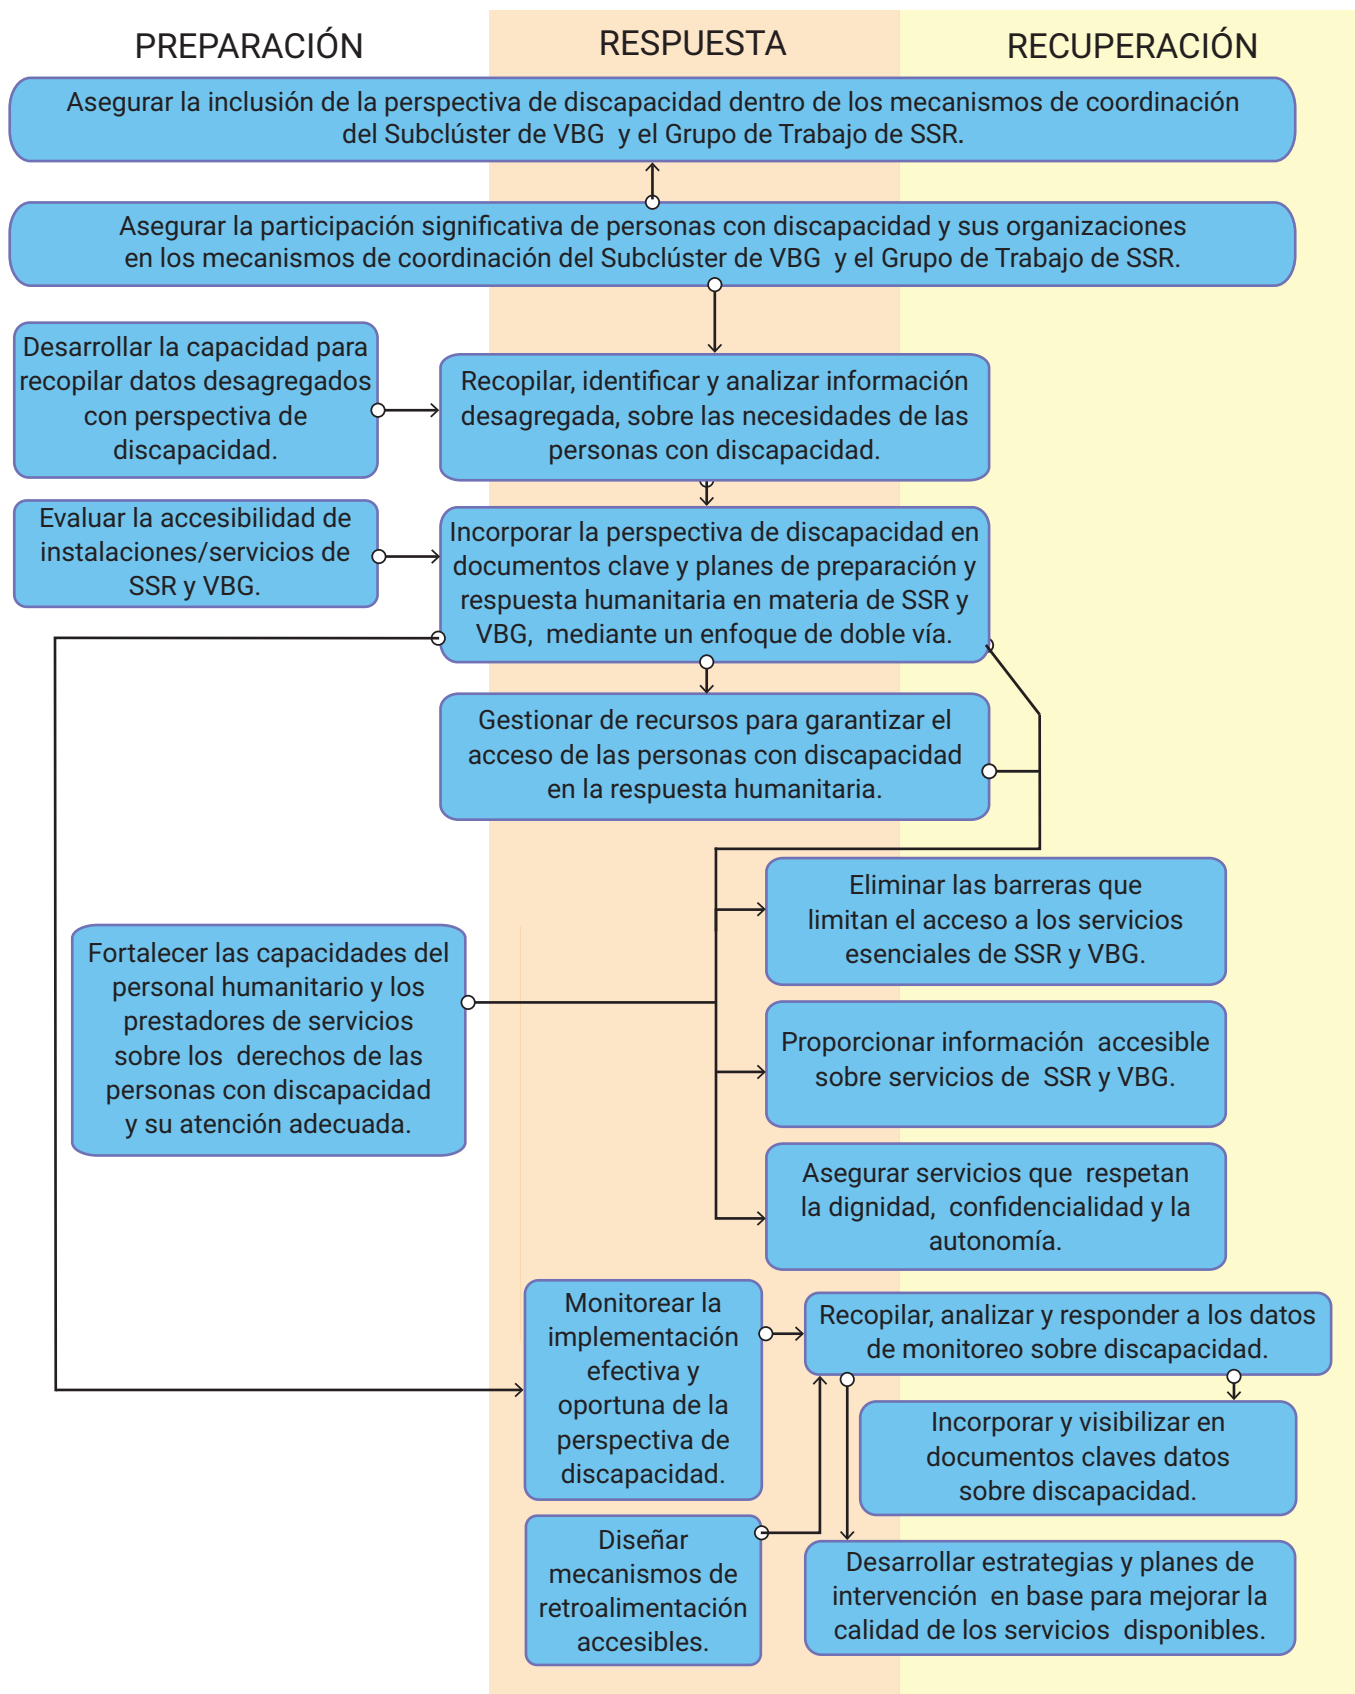 PREPARACIÓN
RESPUESTA
RECUPERACIÓN
Asegurar la inclusión de la perspectiva de discapacidad dentro de los mecanismos de coordinación
del Subclúster de VBG y el Grupo de Trabajo de SSR.
Asegurar la participación significativa de personas con discapacidad y sus organizaciones
en los mecanismos de coordinación del Subclúster de VBG y el Grupo de Trabajo de SSR.
Desarrollar la capacidad para
recopilar datos desagregados
con perspectiva de
discapacidad.
Recopilar, identificar y analizar información
desagregada, sobre las necesidades de las
personas con discapacidad.
Evaluar la accesibilidad de
instalaciones/servicios de
SSR y VBG.
Incorporar la perspectiva de discapacidad en
documentos clave y planes de preparación y
respuesta humanitaria en materia de SSR y
VBG, mediante un enfoque de doble vía.
Gestionar de recursos para garantizar el
acceso de las personas con discapacidad
en la respuesta humanitaria.
Eliminar las barreras que
limitan el acceso a los servicios
esenciales de SSR y VBG.
Fortalecer las capacidades del
personal humanitario y los
prestadores de servicios
sobre los derechos de las
personas con discapacidad
y su atención adecuada.
Proporcionar información accesible
sobre servicios de SSR y VBG.
Asegurar servicios que respetan
la dignidad, confidencialidad y la
autonomía.
Monitorear la
implementación
efectiva y
oportuna de la
perspectiva de
discapacidad.
Recopilar, analizar y responder a los datos
de monitoreo sobre discapacidad.
Incorporar y visibilizar en
documentos claves datos
sobre discapacidad.
Diseñar
mecanismos de
retroalimentación
accesibles.
Desarrollar estrategias y planes de
intervención en base para mejorar la
calidad de los servicios disponibles.